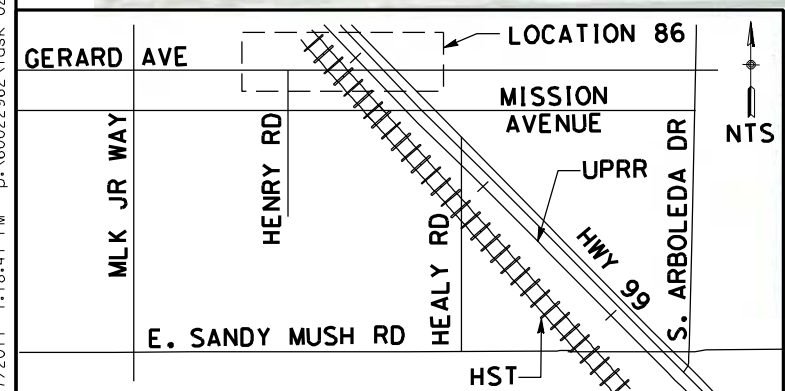 LOCATION 86
GERARD AVE
MISSION
AVENUE
NTS
MLK JR WAY
HENRY RD
UPRR
HEALY RD
HWY 99
S. ARBOLEDA DR
E. SANDY MUSH RD
HST